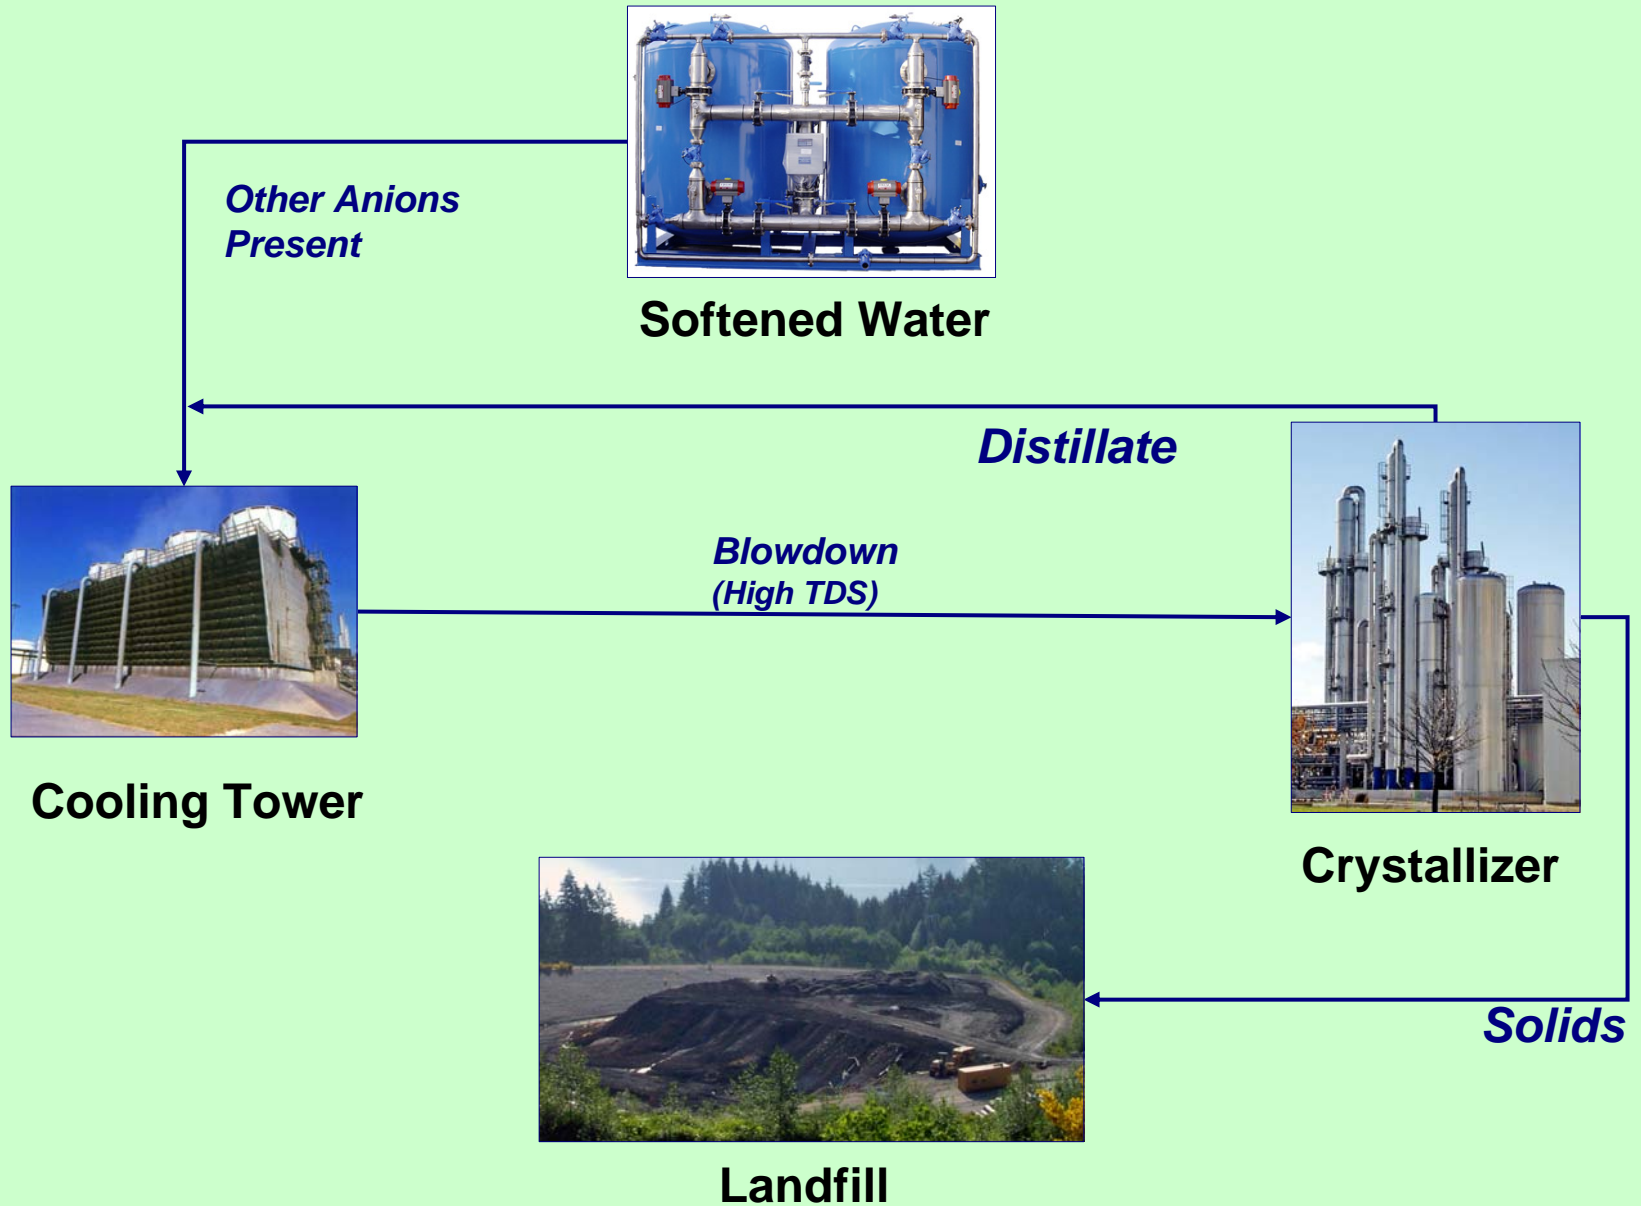 Other Anions
Present
Softened Water
Distillate
Blowdown
(High TDS)
Cooling Tower
Crystallizer
Solids
Landfill